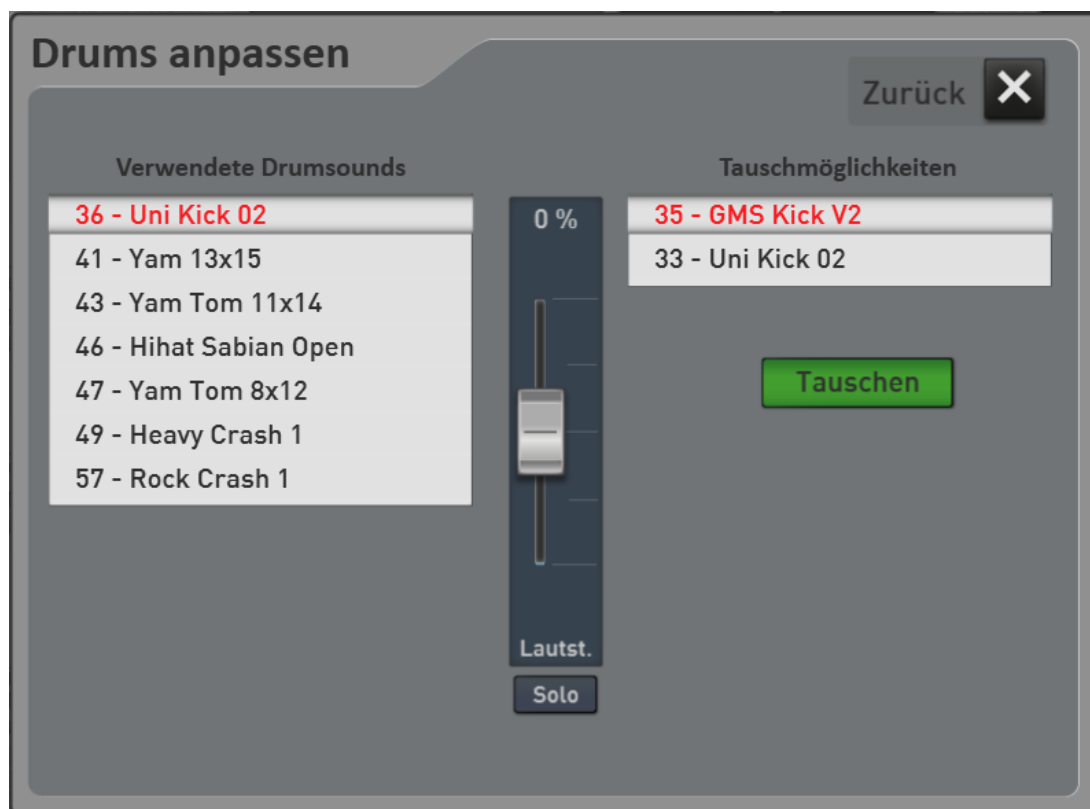 Drums anpassen
Zurück
Verwendete Drumsounds
36 - Uni Kick 02
41 - Yam 13x15
43 - Yam Tom 11x14
46 - Hihat Sabian Open
47 - Yam Tom 8x12
49 - Heavy Crash 1
57 - Rock Crash 1
0 %
Lautst.
Solo
Tauschmöglichkeiten
35 - GMS Kick V2
33 - Uni Kick 02
Tauschen